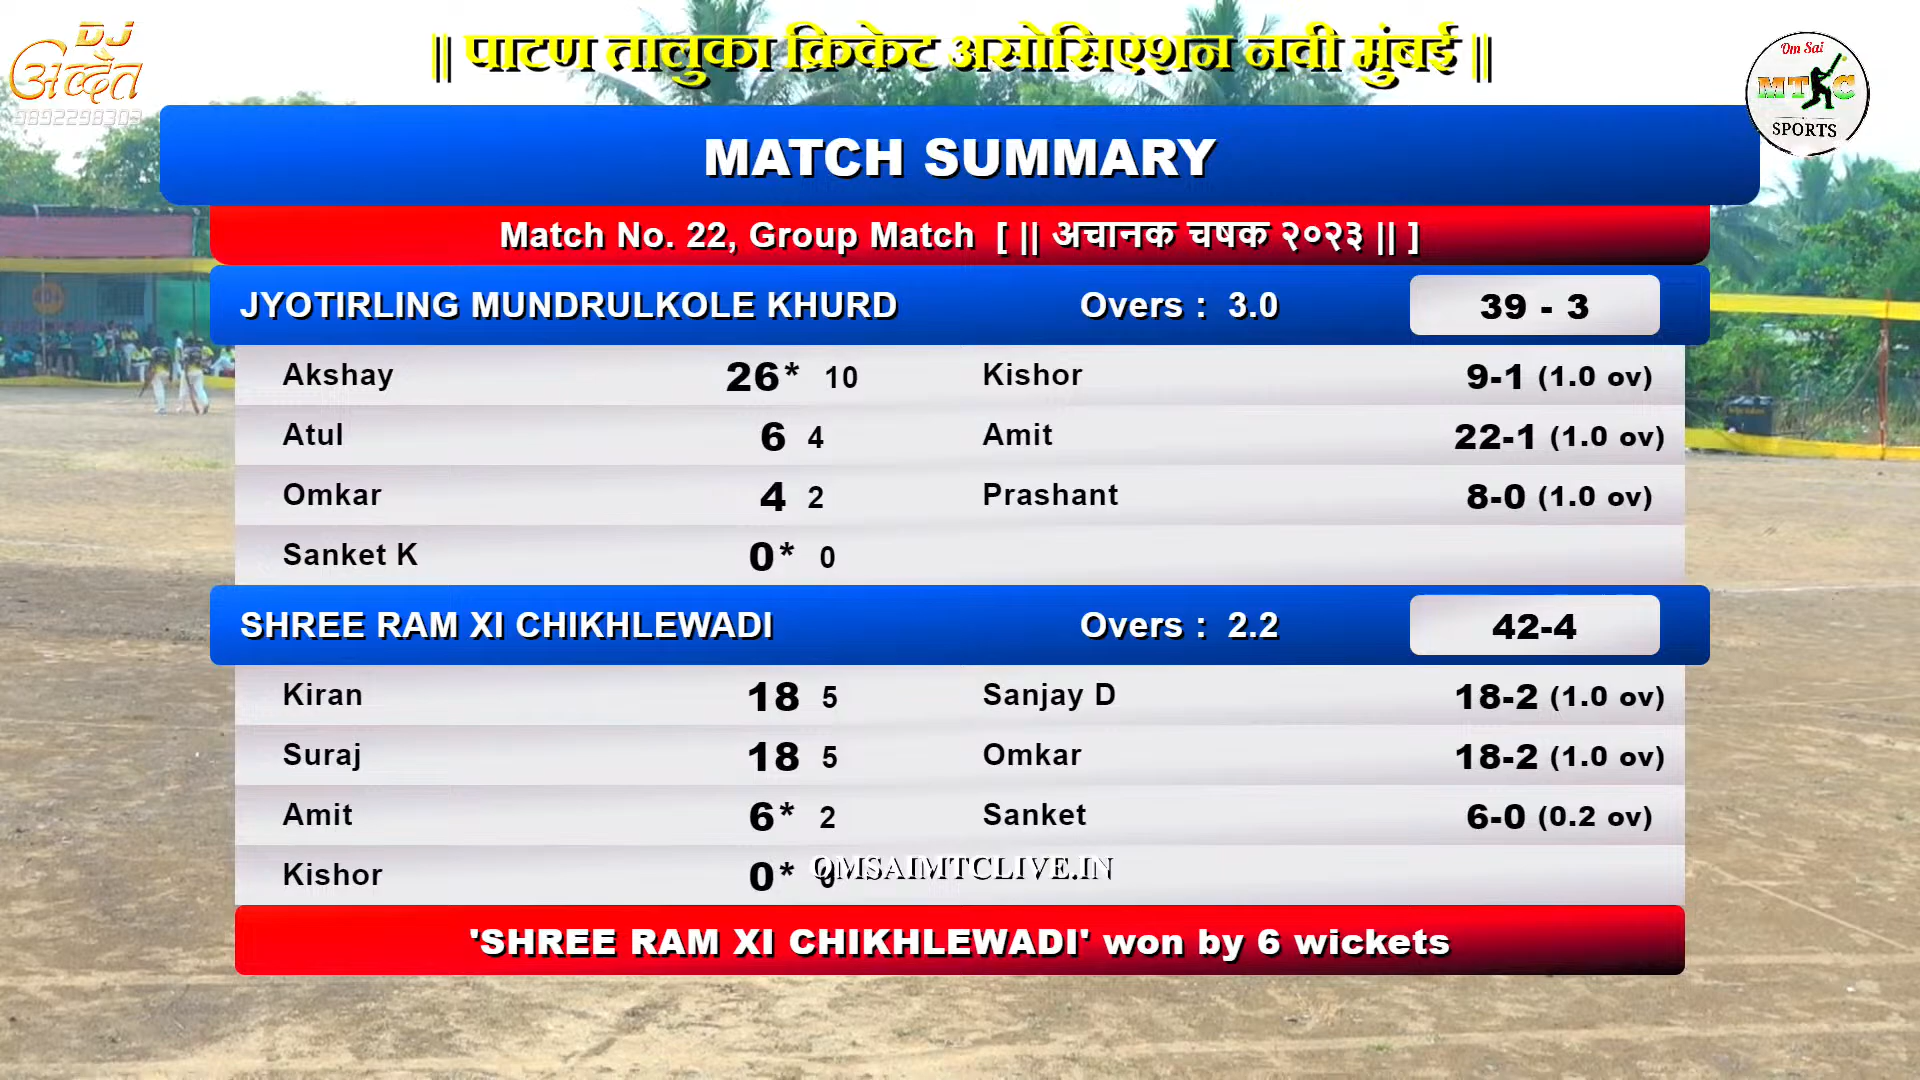 DJ
अद्वैत
9892298307
|| पाटण तालुका क्रिकेट असोसिएशन नवी मुंबई ||
Om Sai
MTC
SPORTS
MATCH SUMMARY
Match No. 22, Group Match [ || अचानक चषक २०२३ || ]
JYOTIRLING MUNDRULKOLE KHURD Overs : 3.0 39 - 3
Akshay 26* 10 Kishor 9-1 (1.0 ov)
Atul 6 4 Amit 22-1 (1.0 ov)
Omkar 4 2 Prashant 8-0 (1.0 ov)
Sanket K 0* 0
SHREE RAM XI CHIKHLEWADI Overs : 2.2 42-4
Kiran 18 5 Sanjay D 18-2 (1.0 ov)
Suraj 18 5 Omkar 18-2 (1.0 ov)
Amit 6* 2 Sanket 6-0 (0.2 ov)
Kishor 0* 0
OMSAIMTCLIVE.IN
'SHREE RAM XI CHIKHLEWADI' won by 6 wickets